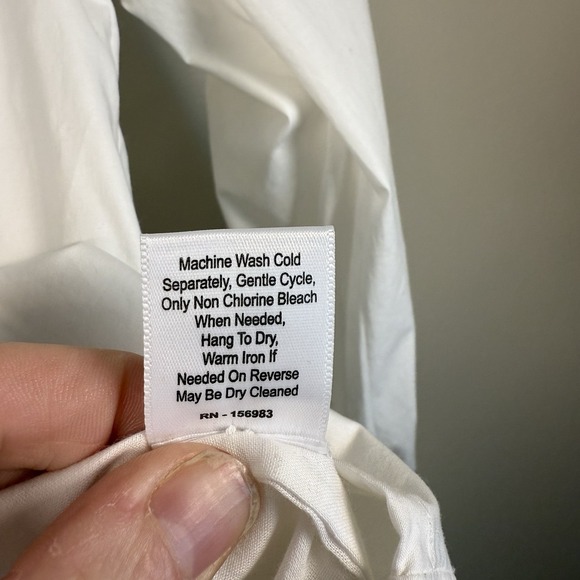 Machine Wash Cold
Separately, Gentle Cycle,
Only Non Chlorine Bleach
When Needed,
Hang To Dry,
Warm Iron If
Needed On Reverse
May Be Dry Cleaned
RN - 156983